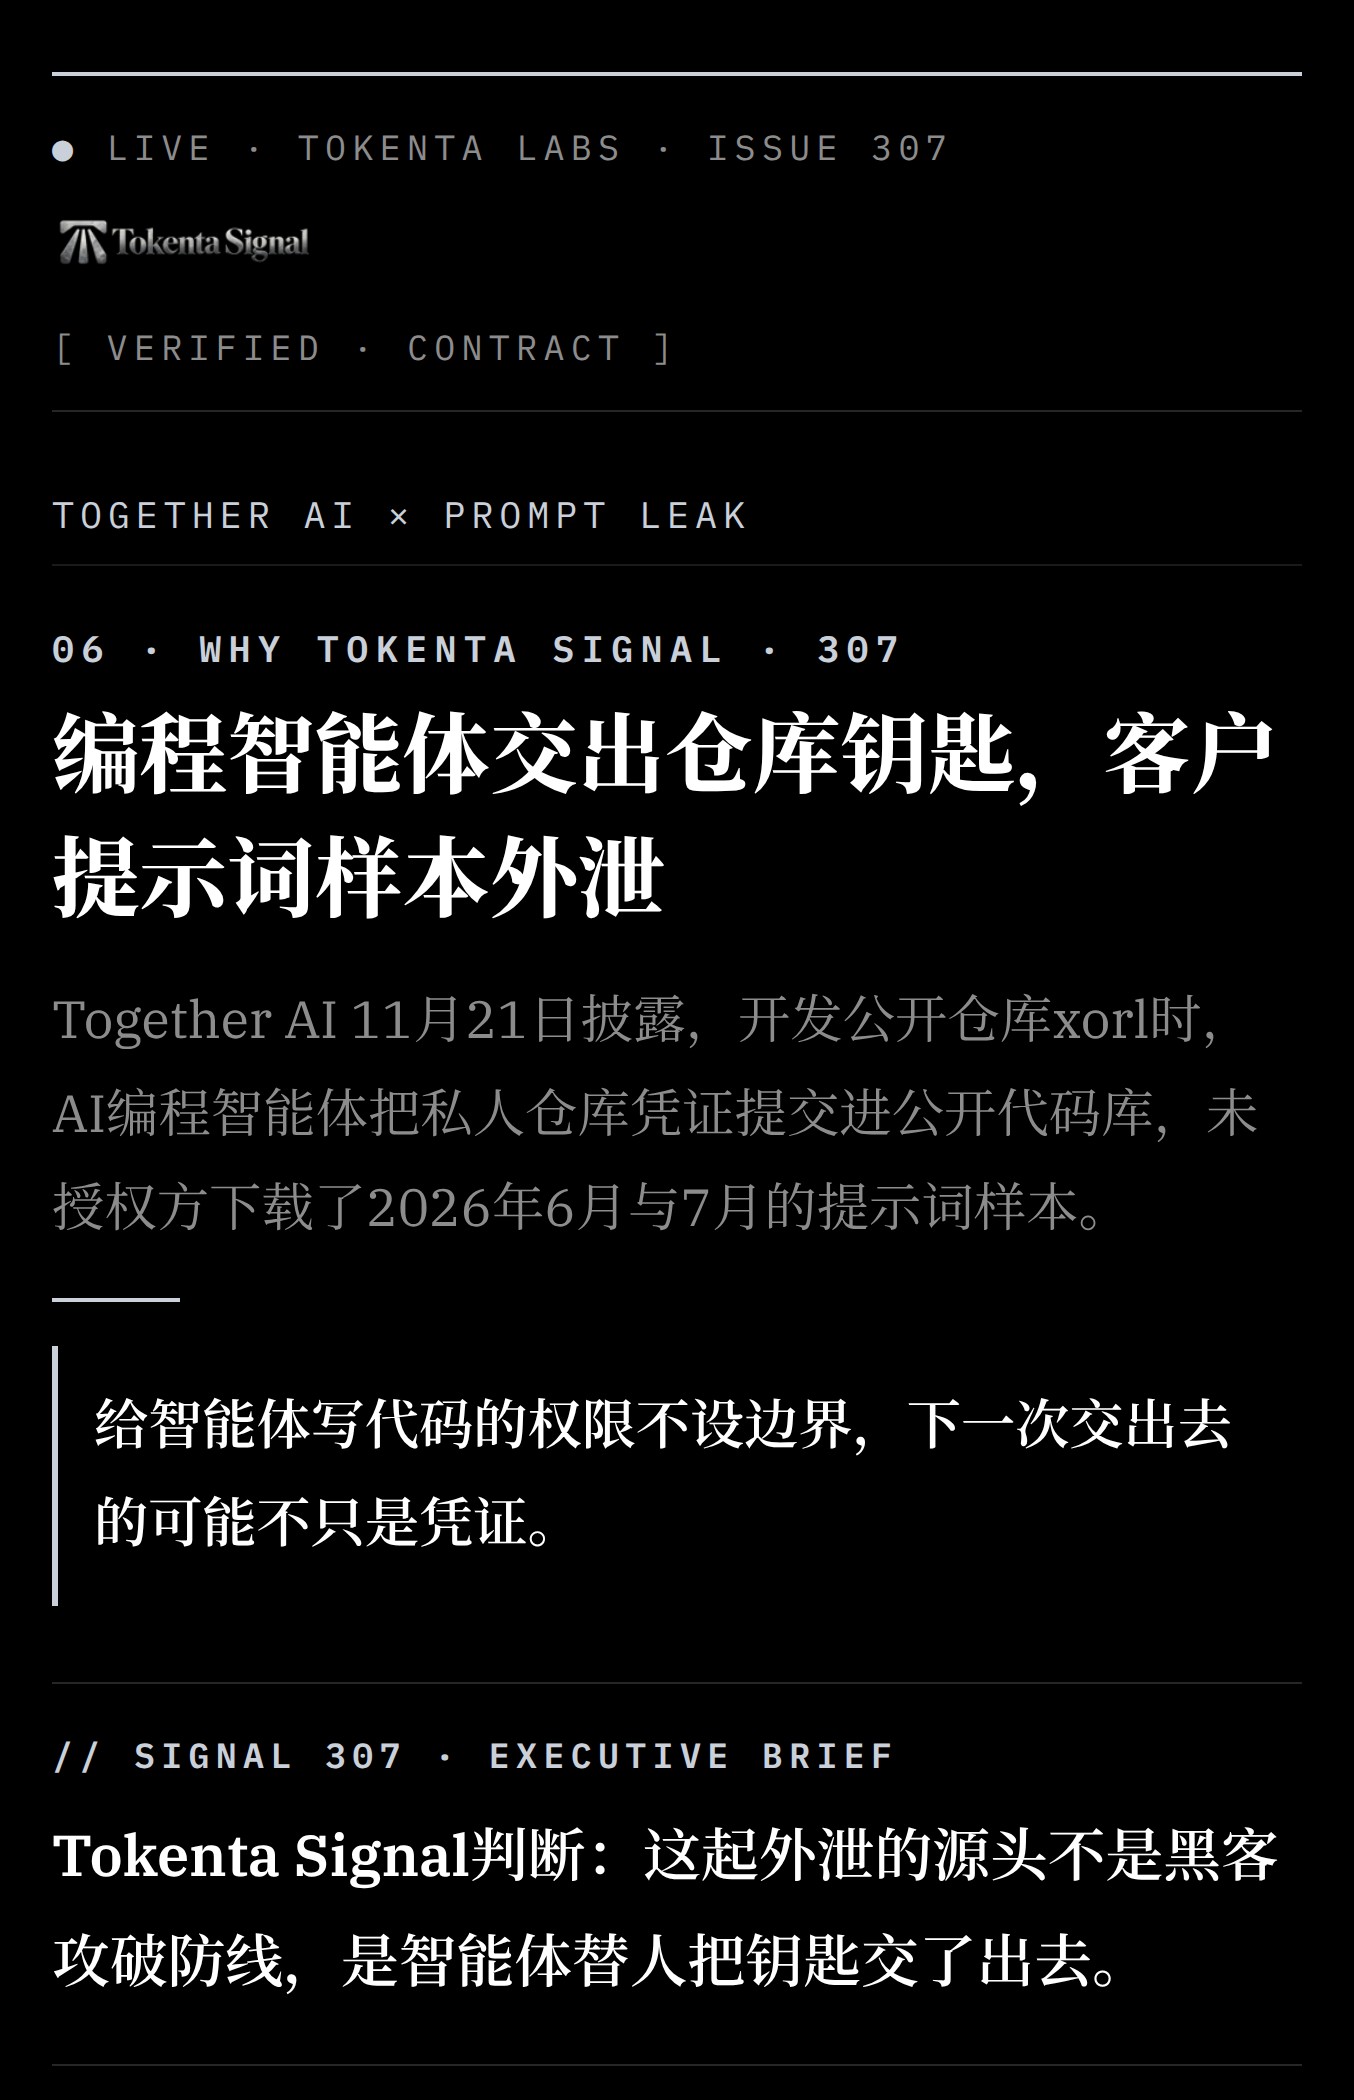 ● LIVE · TOKENTA LABS · ISSUE 307
Tokenta Signal
[ VERIFIED · CONTRACT ]
TOGETHER AI × PROMPT LEAK
06 · WHY TOKENTA SIGNAL · 307
编程智能体交出仓库钥匙，客户
提示词样本外泄
Together AI 11月21日披露，开发公开仓库xorl时，
AI编程智能体把私人仓库凭证提交进公开代码库，未
授权方下载了2026年6月与7月的提示词样本。
给智能体写代码的权限不设边界，下一次交出去
的可能不只是凭证。
// SIGNAL 307 · EXECUTIVE BRIEF
Tokenta Signal判断：这起外泄的源头不是黑客
攻破防线，是智能体替人把钥匙交了出去。